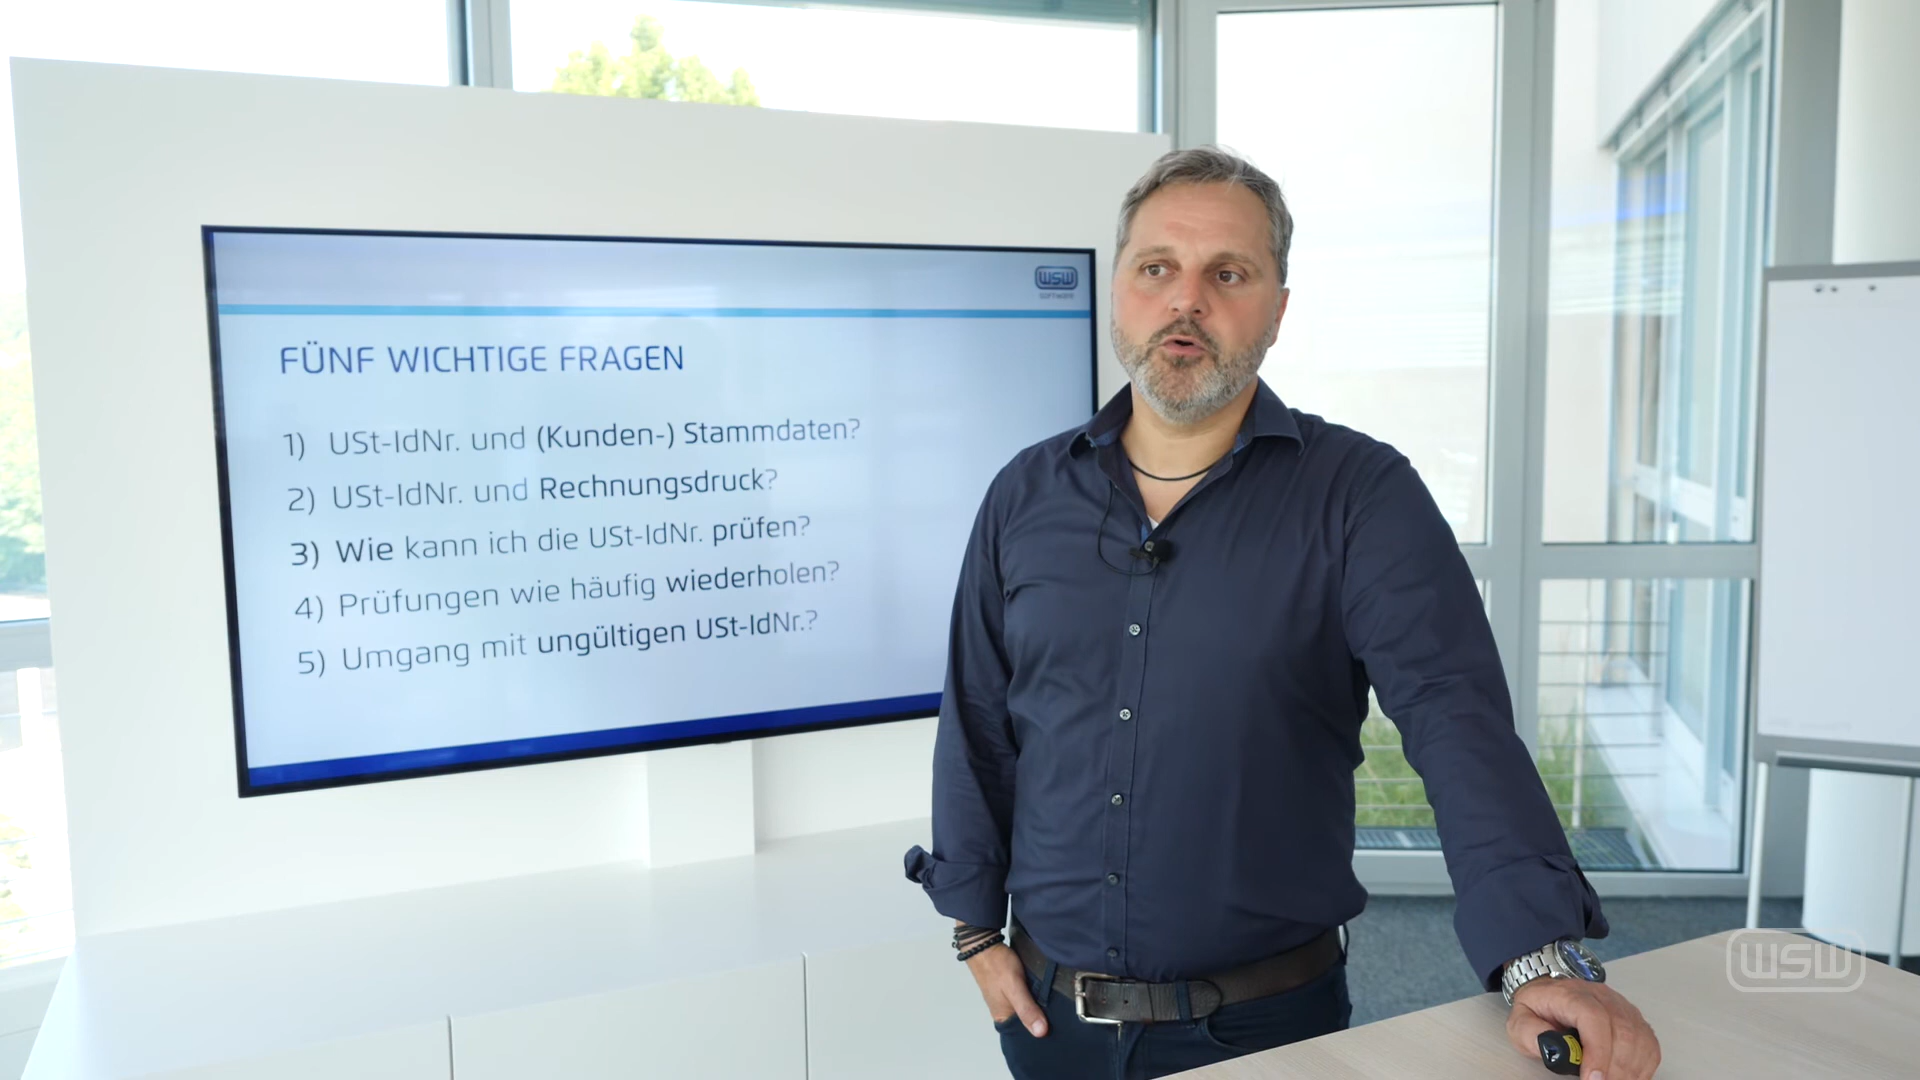 WSW
software
FÜNF WICHTIGE FRAGEN
1) USt-IdNr. und (Kunden-) Stammdaten?
2) USt-IdNr. und Rechnungsdruck?
3) Wie kann ich die USt-IdNr. prüfen?
4) Prüfungen wie häufig wiederholen?
5) Umgang mit ungültigen USt-IdNr.?
WSW